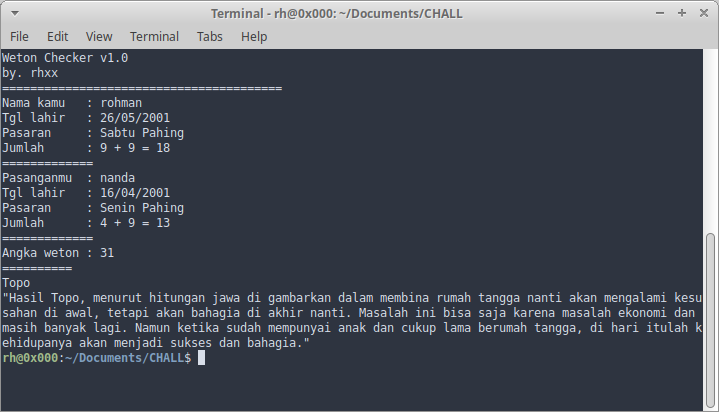 Terminal - rh@0x000: ~/Documents/CHALL
File Edit View Terminal Tabs Help
Weton Checker v1.0
by. rhxx
========================================
Nama kamu   : rohman
Tgl lahir   : 26/05/2001
Pasaran     : Sabtu Pahing
Jumlah      : 9 + 9 = 18
=============
Pasanganmu  : nanda
Tgl lahir   : 16/04/2001
Pasaran     : Senin Pahing
Jumlah      : 4 + 9 = 13
=============
Angka weton : 31
==========
Topo
"Hasil Topo, menurut hitungan jawa di gambarkan dalam membina rumah tangga nanti akan mengalami kesu
sahan di awal, tetapi akan bahagia di akhir nanti. Masalah ini bisa saja karena masalah ekonomi dan
masih banyak lagi. Namun ketika sudah mempunyai anak dan cukup lama berumah tangga, di hari itulah k
ehidupanya akan menjadi sukses dan bahagia."
rh@0x000:~/Documents/CHALL$